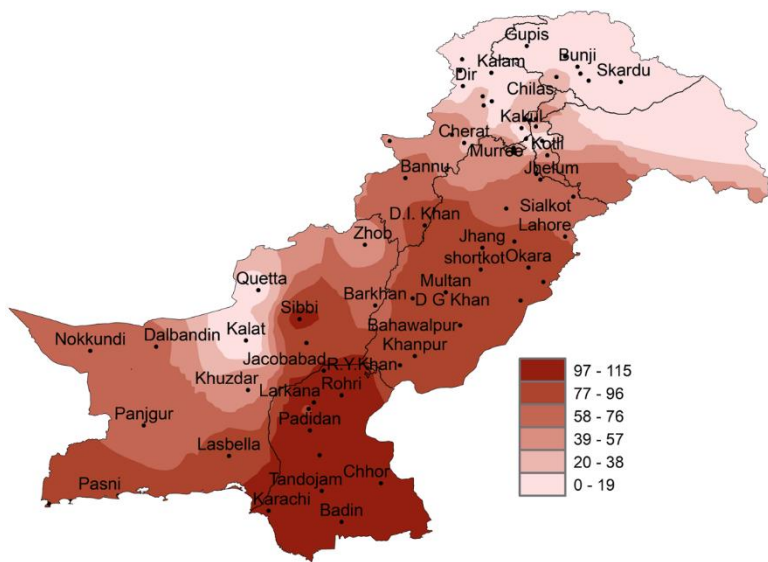 Gupis
Kalam
Bunji
Dir
Skardu
Chilas
Kakul
Cherat
Murree
Kotli
Bannu
Jhelum
Sialkot
D.I. Khan
Lahore
Zhob
Jhang
shortkot
Okara
Quetta
Multan
Barkhan
D G Khan
Sibbi
Bahawalpur
Nokkundi
Dalbandin
Kalat
Jacobabad
R.Y.Khan
Khanpur
Khuzdar
Larkana
Rohri
Panjgur
Padidan
Lasbella
Pasni
Tandojam
Chhor
Karachi
Badin
97 - 115
77 - 96
58 - 76
39 - 57
20 - 38
0 - 19